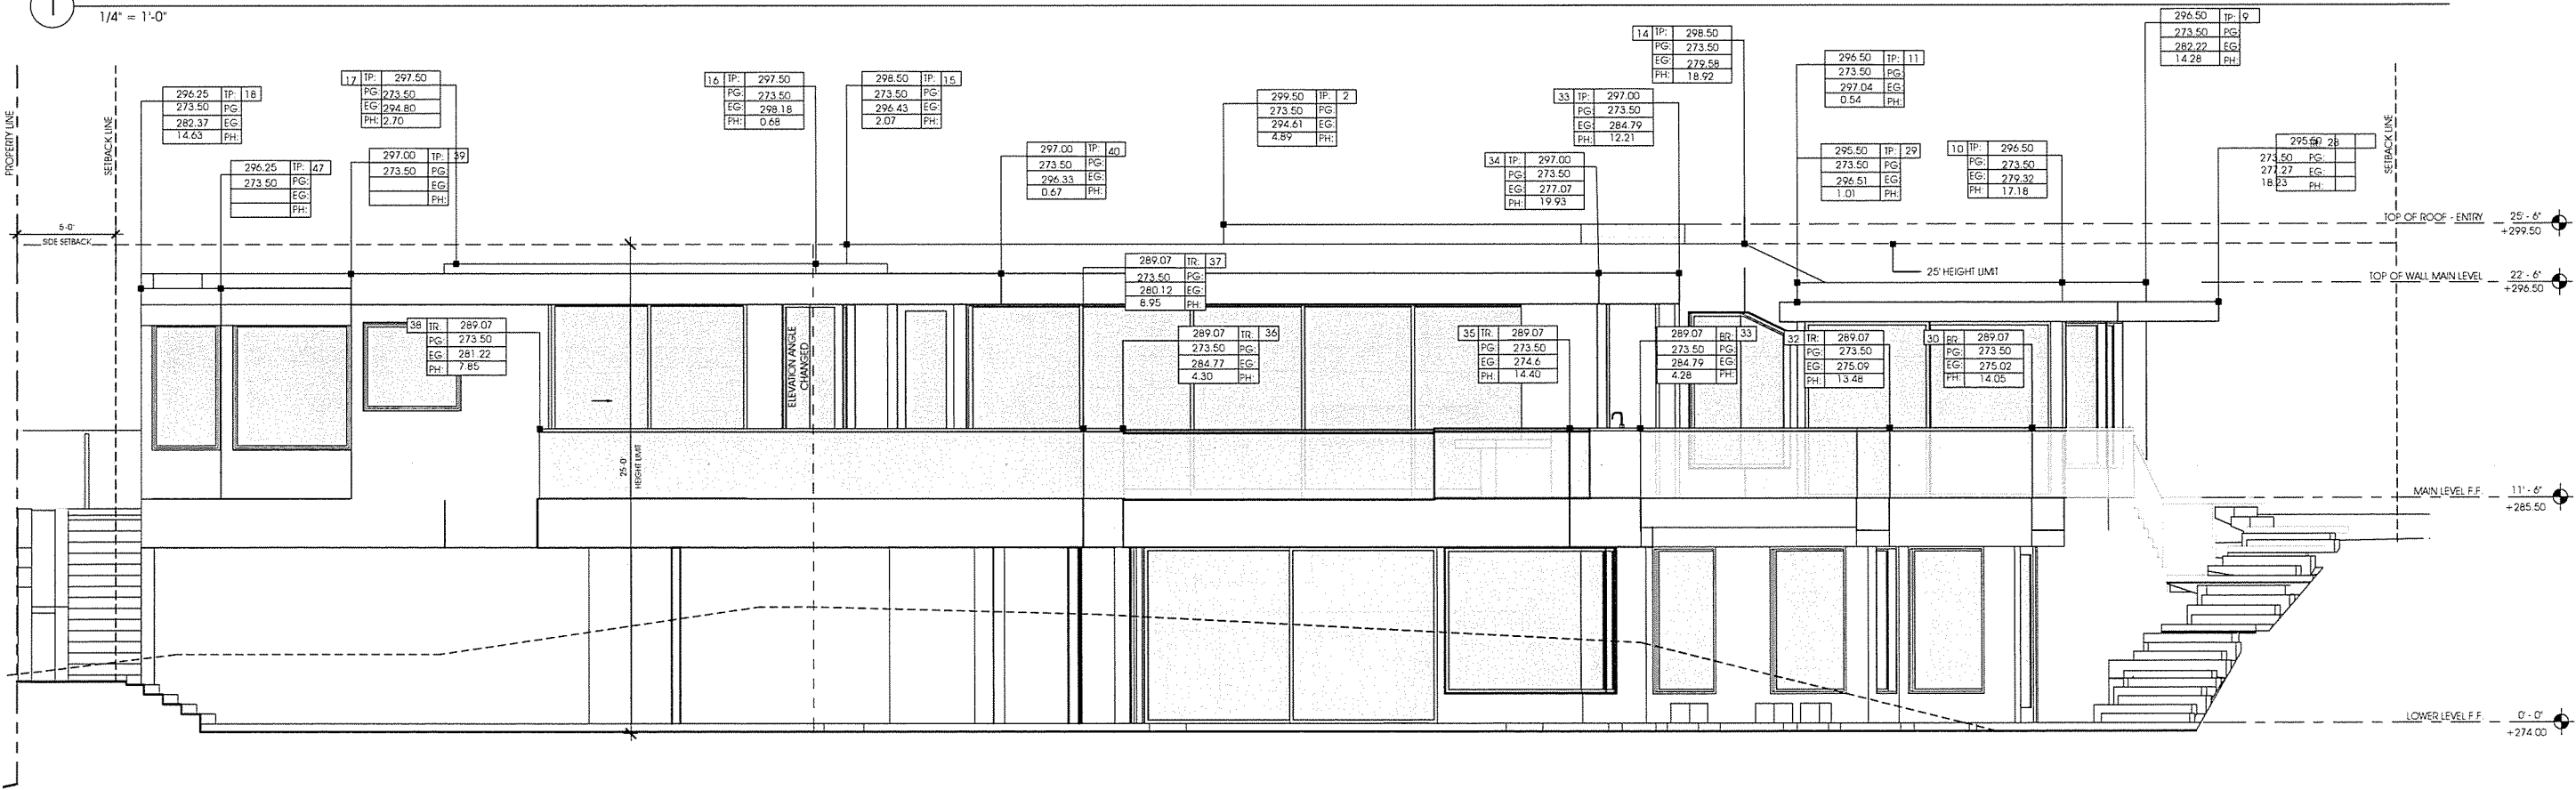 1
1/4" = 1'-0"
PROPERTY LINE
SETBACK LINE
5'-0"
SIDE SETBACK
296.25 TP: 18
273.50 PG:
282.37 EG:
14.63 PH:
296.25 TP: 47
273.50 PG:
EG:
PH:
17 TP: 297.50
PG: 273.50
EG: 294.80
PH: 2.70
297.00 TP: 39
273.50 PG:
EG:
PH:
16 TP: 297.50
PG: 273.50
EG: 298.18
PH: 0.68
298.50 TP: 15
273.50 PG:
296.43 EG:
2.07 PH:
297.00 TP: 40
273.50 PG:
296.33 EG:
0.67 PH:
299.50 TP: 2
273.50 PG:
294.61 EG:
4.89 PH:
33 TP: 297.00
PG: 273.50
EG: 284.79
PH: 12.21
34 TP: 297.00
PG: 273.50
EG: 277.07
PH: 19.93
14 TP: 298.50
PG: 273.50
EG: 279.58
PH: 18.92
296.50 TP: 11
273.50 PG:
297.04 EG:
0.54 PH:
295.50 TP: 29
273.50 PG:
296.51 EG:
1.01 PH:
10 TP: 296.50
PG: 273.50
EG: 279.32
PH: 17.18
296.50 TP: 9
273.50 PG:
282.22 EG:
14.28 PH:
295.50 28
273.50 PG:
277.27 EG:
18.23 PH:
SETBACK LINE
TOP OF ROOF - ENTRY 25' - 6"
+299.50
25' HEIGHT LIMIT
TOP OF WALL MAIN LEVEL 22' - 6"
+296.50
289.07 TR: 37
273.50 PG:
280.12 EG:
8.95 PH:
38 TR: 289.07
PG: 273.50
EG: 281.22
PH: 7.85
ELEVATION ANGLE
CHANGED
289.07 TR: 36
273.50 PG:
284.77 EG:
4.30 PH:
35 TR: 289.07
PG: 273.50
EG: 274.6
PH: 14.40
289.07 BR: 33
273.50 PG:
284.79 EG:
4.28 PH:
32 TR: 289.07
PG: 273.50
EG: 275.09
PH: 13.48
30 BR: 289.07
PG: 273.50
EG: 275.02
PH: 14.05
25'-0"
HEIGHT LIMIT
MAIN LEVEL F.F. 11' - 6"
+285.50
LOWER LEVEL F.F. 0' - 0"
+274.00